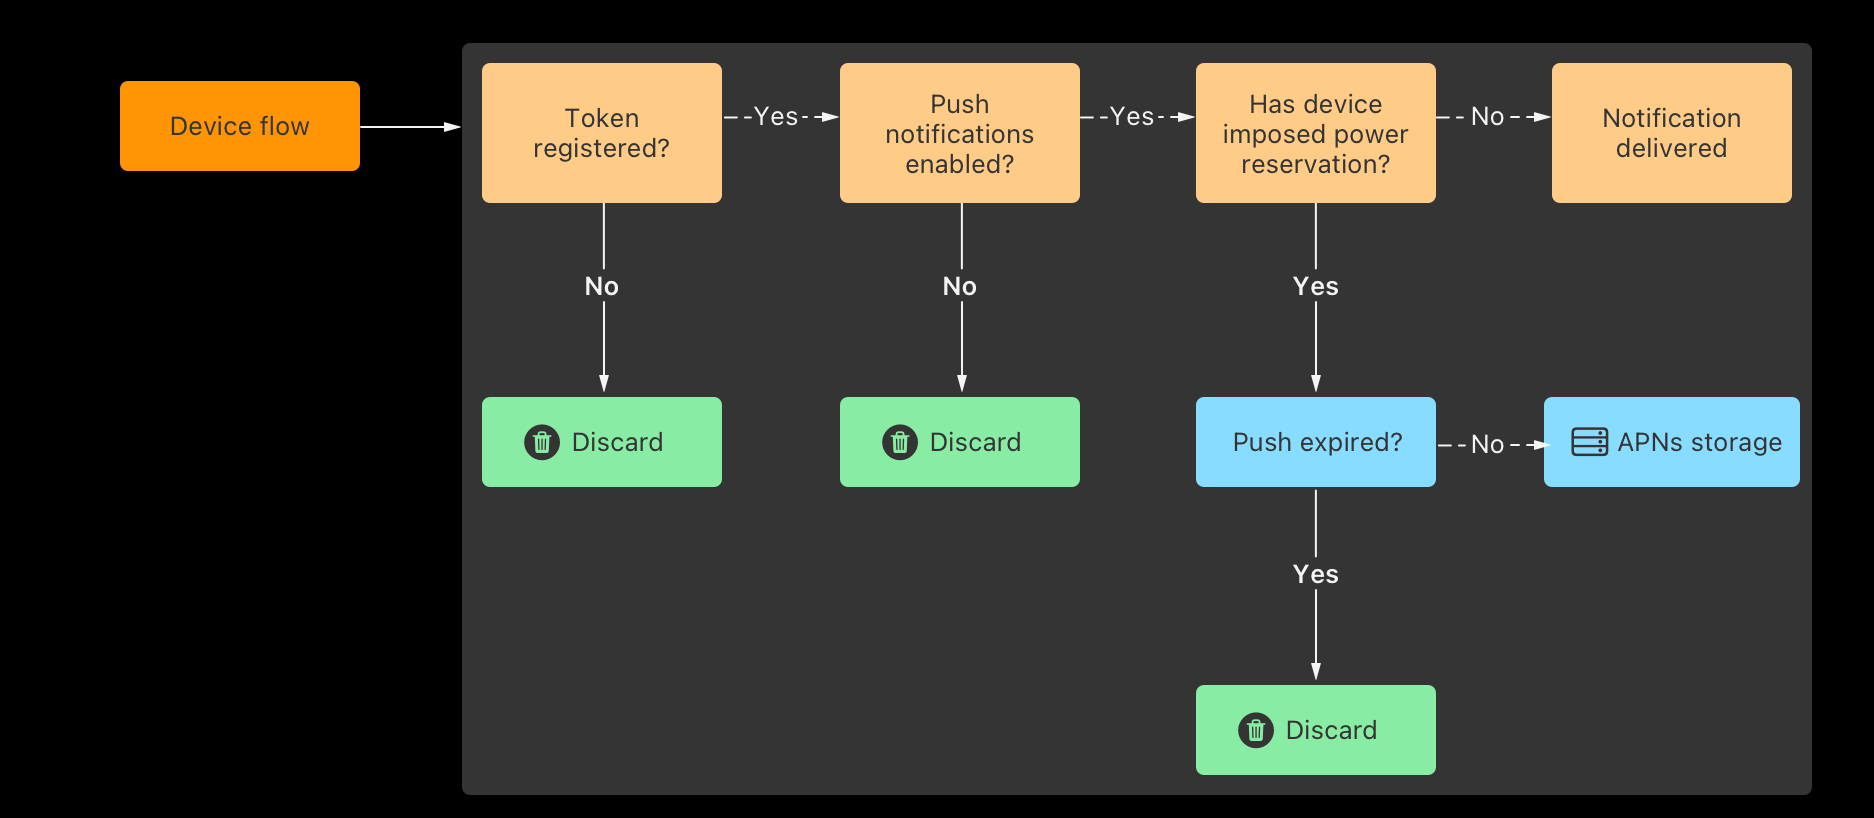 Device flow
Token
registered?
Yes
Push
notifications
enabled?
Yes
Has device
imposed power
reservation?
No
Notification
delivered
No
No
Yes
Discard
Discard
Push expired?
No
APNs storage
Yes
Discard